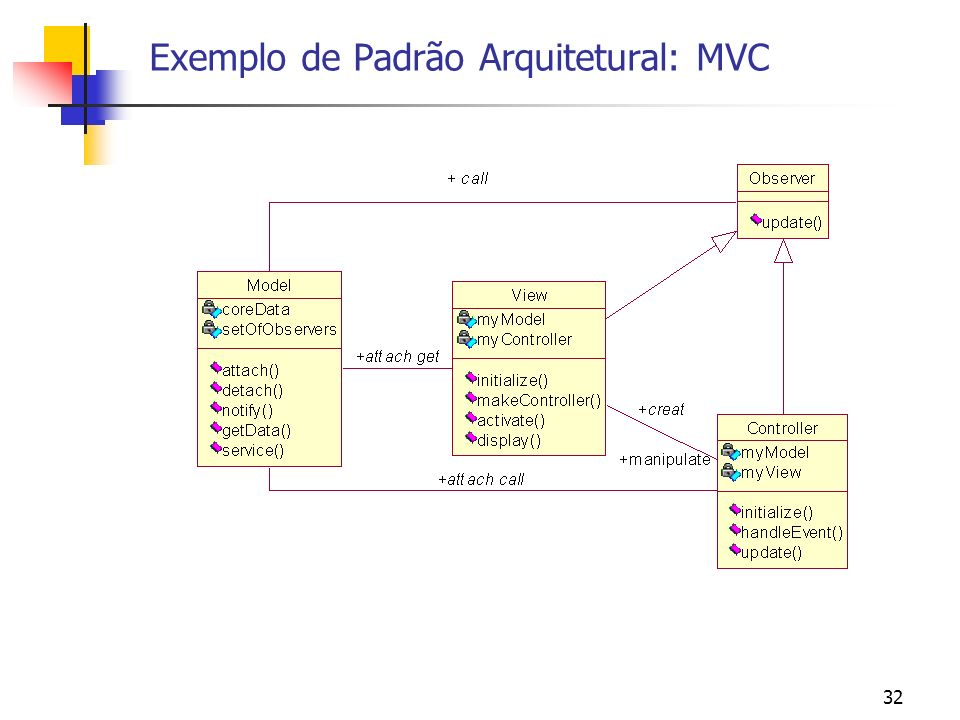 Exemplo de Padrão Arquitetural: MVC
+ call
Observer
update()
Model
coreData
setOfObservers
attach()
detach()
notify()
getData()
service()
+attach get
View
myModel
myController
initialize()
makeController()
activate()
display()
+creat
+manipulate
+attach call
Controller
myModel
myView
initialize()
handleEvent()
update()
32